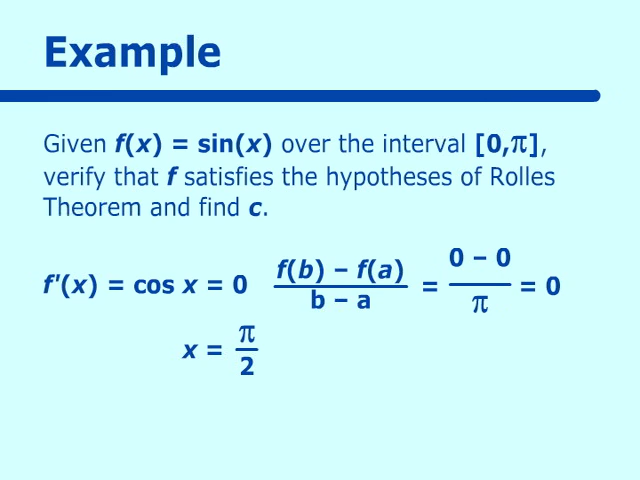 Example
Given f(x) = sin(x) over the interval [0,π],
verify that f satisfies the hypotheses of Rolles
Theorem and find c.
f'(x) = cos x = 0   f(b) – f(a) / b – a = 0 – 0 / π = 0
x = π / 2